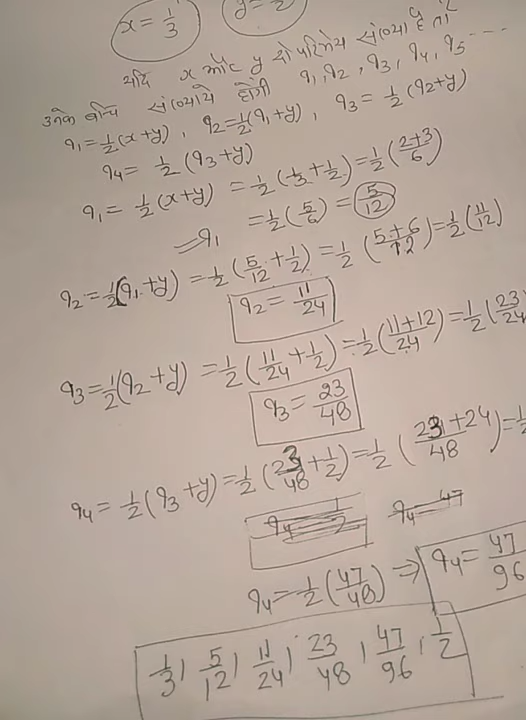 x = 1/3 y = 1/2
यदि x और y दो परिमेय संख्या है तो
उनके बीच संख्याये होंगी q₁, q₂, q₃, q₄, q₅ ---
q₁ = 1/2(x+y), q₂ = 1/2(q₁+y), q₃ = 1/2(q₂+y)
q₄ = 1/2(q₃+y)
q₁ = 1/2(x+y) = 1/2(1/3+1/2) = 1/2(2+3/6)
⇒ q₁ = 1/2(5/6) = 5/12
q₂ = 1/2(q₁+y) = 1/2(5/12+1/2) = 1/2(5+6/12) = 1/2(11/12)
q₂ = 11/24
q₃ = 1/2(q₂+y) = 1/2(11/24+1/2) = 1/2(11+12/24) = 1/2(23/24
q₃ = 23/48
q₄ = 1/2(q₃+y) = 1/2(23/48+1/2) = 1/2(23+24/48) = 1/2
q₄ = 1/2(47/48) ⇒ q₄ = 47/96
1/3, 5/12, 11/24, 23/48, 47/96, 1/2